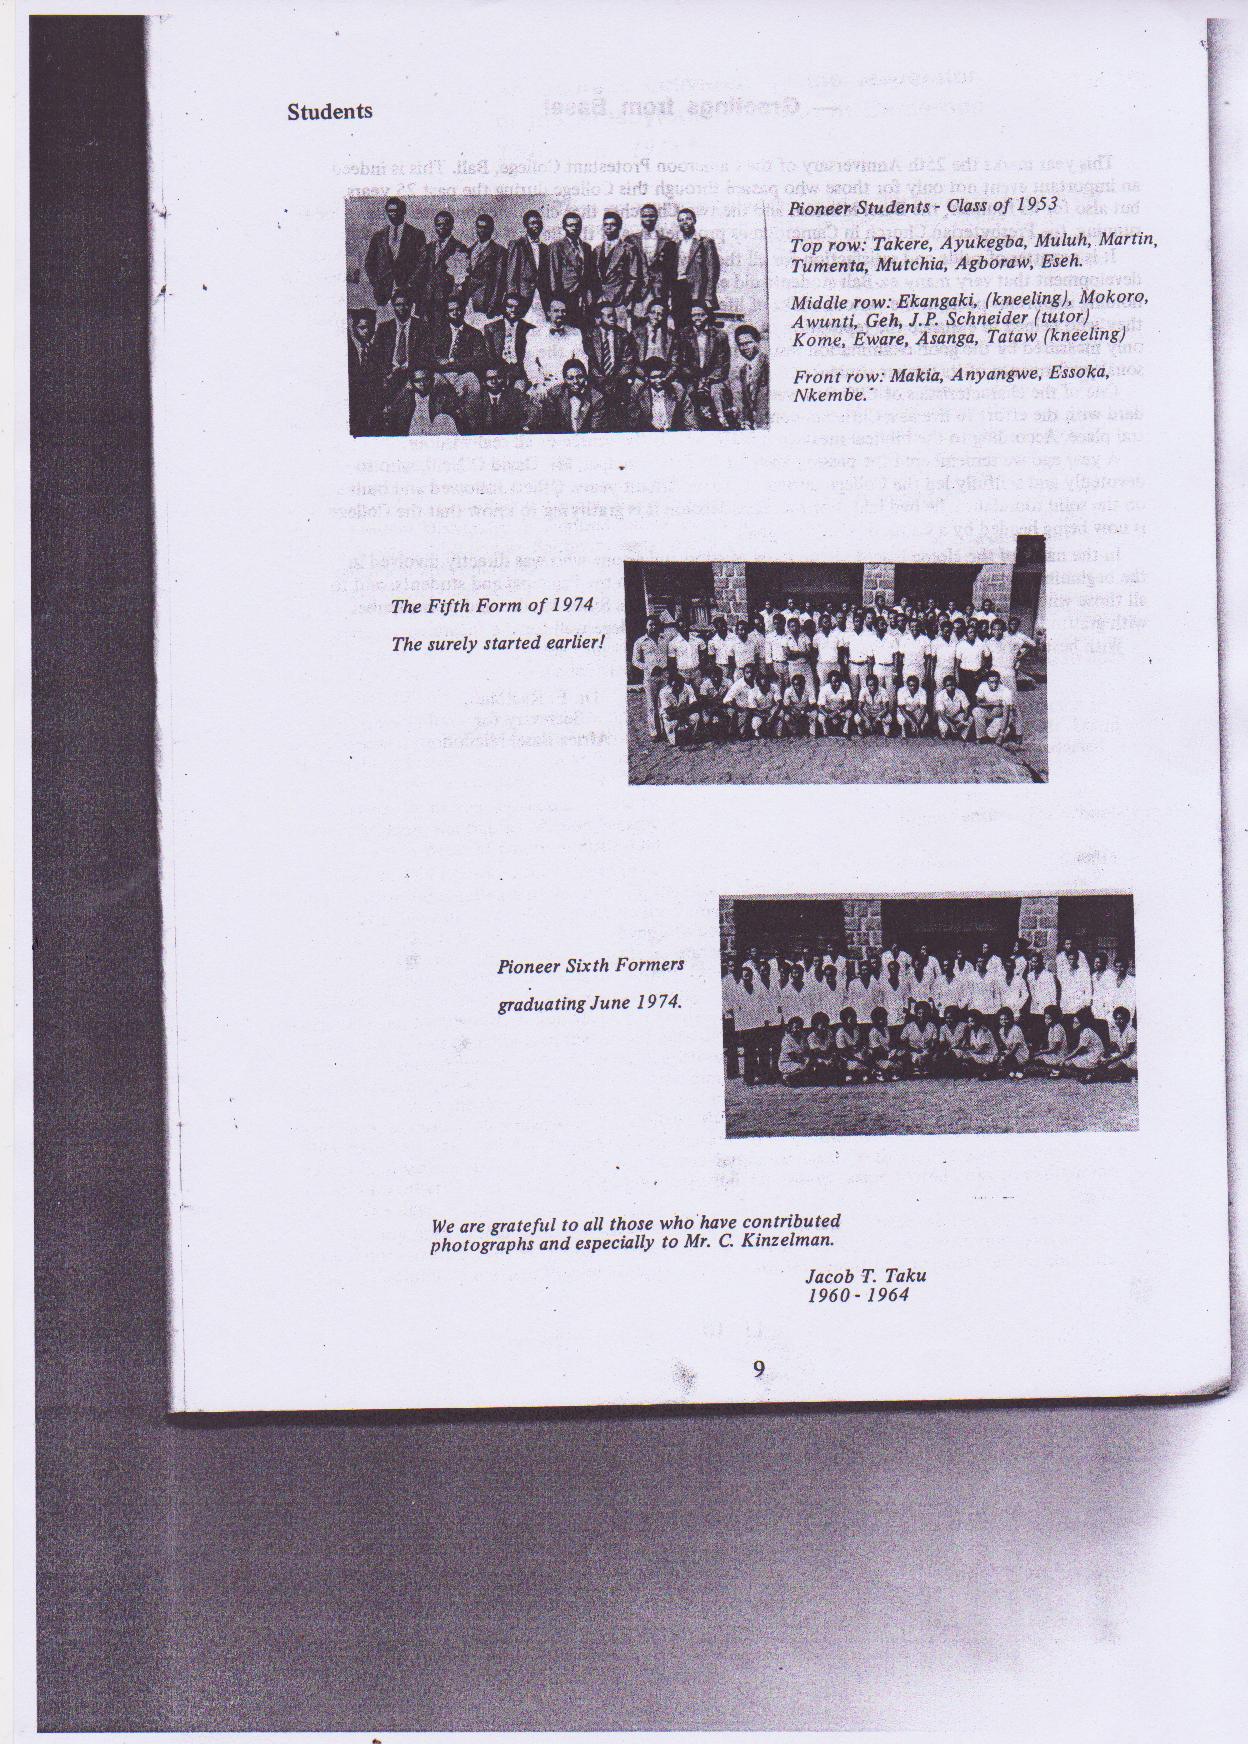 Students
Pioneer Students - Class of 1953
Top row: Takere, Ayukegba, Muluh, Martin,
Tumenta, Mutchia, Agboraw, Eseh.
Middle row: Ekangaki, (kneeling), Mokoro,
Awunti, Geh, J.P. Schneider (tutor)
Kome, Eware, Asanga, Tataw (kneeling)
Front row: Makia, Anyangwe, Essoka,
Nkembe.
The Fifth Form of 1974
The surely started earlier!
Pioneer Sixth Formers
graduating June 1974.
We are grateful to all those who have contributed
photographs and especially to Mr. C. Kinzelman.
Jacob T. Taku
1960 - 1964
9